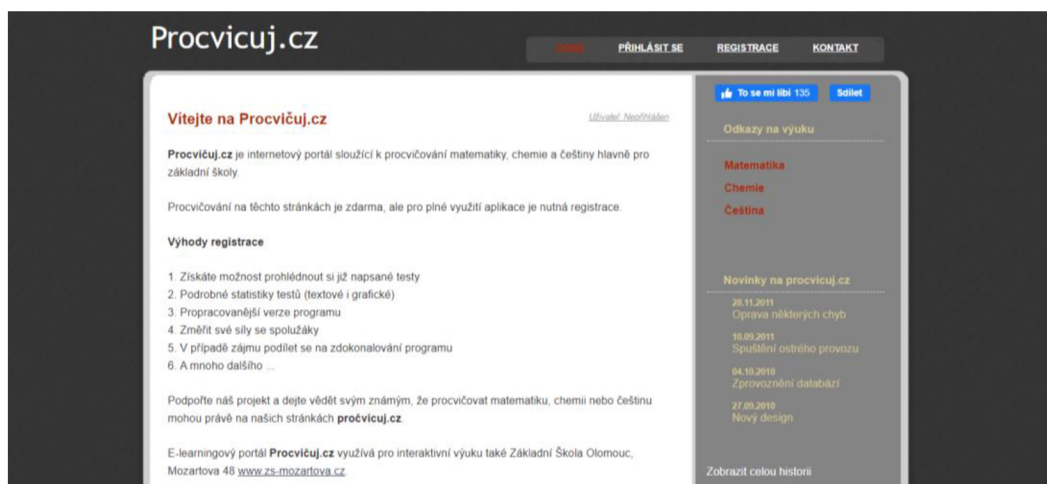 Procvicuj.cz
HOME PŘIHLÁSIT SE REGISTRACE KONTAKT
To se mi líbí 135 Sdílet
Vítejte na Procvičuj.cz
Uživatel: Nepřihlášen
Procvičuj.cz je internetový portál sloužící k procvičování matematiky, chemie a češtiny hlavně pro
základní školy.
Procvičování na těchto stránkách je zdarma, ale pro plné využití aplikace je nutná registrace.
Výhody registrace
1. Získáte možnost prohlédnout si již napsané testy
2. Podrobné statistiky testů (textové i grafické)
3. Propracovanější verze programu
4. Změřit své síly se spolužáky
5. V případě zájmu podílet se na zdokonalování programu
6. A mnoho dalšího ...
Podpořte náš projekt a dejte vědět svým známým, že procvičovat matematiku, chemii nebo češtinu
mohou právě na našich stránkách pročvicuj.cz.
E-learningový portál Procvičuj.cz využívá pro interaktivní výuku také Základní Škola Olomouc,
Mozartova 48 www.zs-mozartova.cz.
Odkazy na výuku
Matematika
Chemie
Čeština
Novinky na procvicuj.cz
28.11.2011
Oprava některých chyb
10.09.2011
Spuštění ostrého provozu
04.10.2010
Zprovoznění databází
27.09.2010
Nový design
Zobrazit celou historii